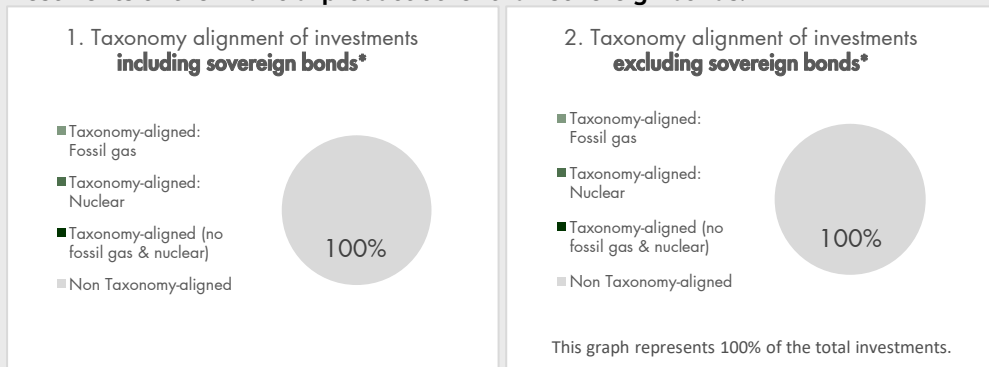 1. Taxonomy alignment of investments
including sovereign bonds*
Taxonomy-aligned:
Fossil gas
Taxonomy-aligned:
Nuclear
Taxonomy-aligned (no
fossil gas & nuclear)
Non Taxonomy-aligned
100%
2. Taxonomy alignment of investments
excluding sovereign bonds*
Taxonomy-aligned:
Fossil gas
Taxonomy-aligned:
Nuclear
Taxonomy-aligned (no
fossil gas & nuclear)
Non Taxonomy-aligned
100%
This graph represents 100% of the total investments.